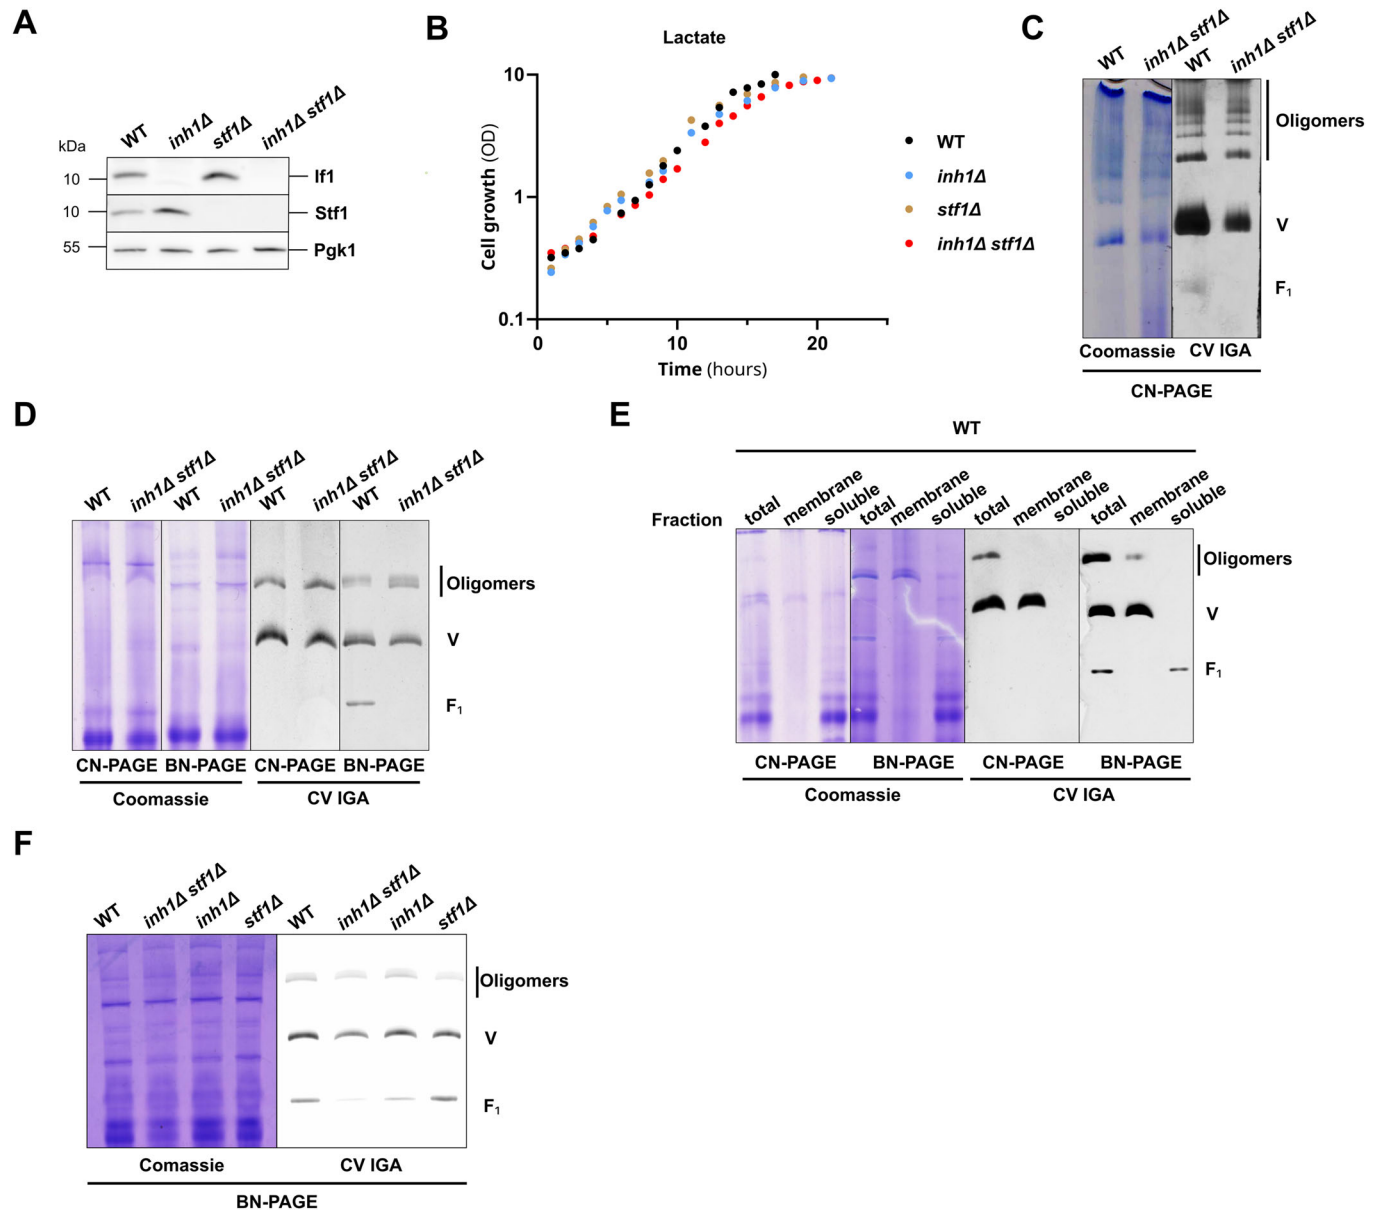 A
WT
inh1Δ
stf1Δ
inh1Δ stf1Δ
kDa
10
If1
10
Stf1
55
Pgk1
B
Lactate
10
1
0.1
Cell growth (OD)
0
10
20
Time (hours)
WT
inh1Δ
stf1Δ
inh1Δ stf1Δ
C
WT
inh1Δ stf1Δ
WT
inh1Δ stf1Δ
Oligomers
V
F₁
Coomassie
CV IGA
CN-PAGE
D
WT
inh1Δ stf1Δ
WT
inh1Δ stf1Δ
WT
inh1Δ stf1Δ
WT
inh1Δ stf1Δ
Oligomers
V
F₁
CN-PAGE
BN-PAGE
CN-PAGE
BN-PAGE
Coomassie
CV IGA
E
WT
Fraction
total
membrane
soluble
total
membrane
soluble
total
membrane
soluble
total
membrane
soluble
Oligomers
V
F₁
CN-PAGE
BN-PAGE
CN-PAGE
BN-PAGE
Coomassie
CV IGA
F
WT
inh1Δ stf1Δ
inh1Δ
stf1Δ
WT
inh1Δ stf1Δ
inh1Δ
stf1Δ
Oligomers
V
F₁
Comassie
CV IGA
BN-PAGE